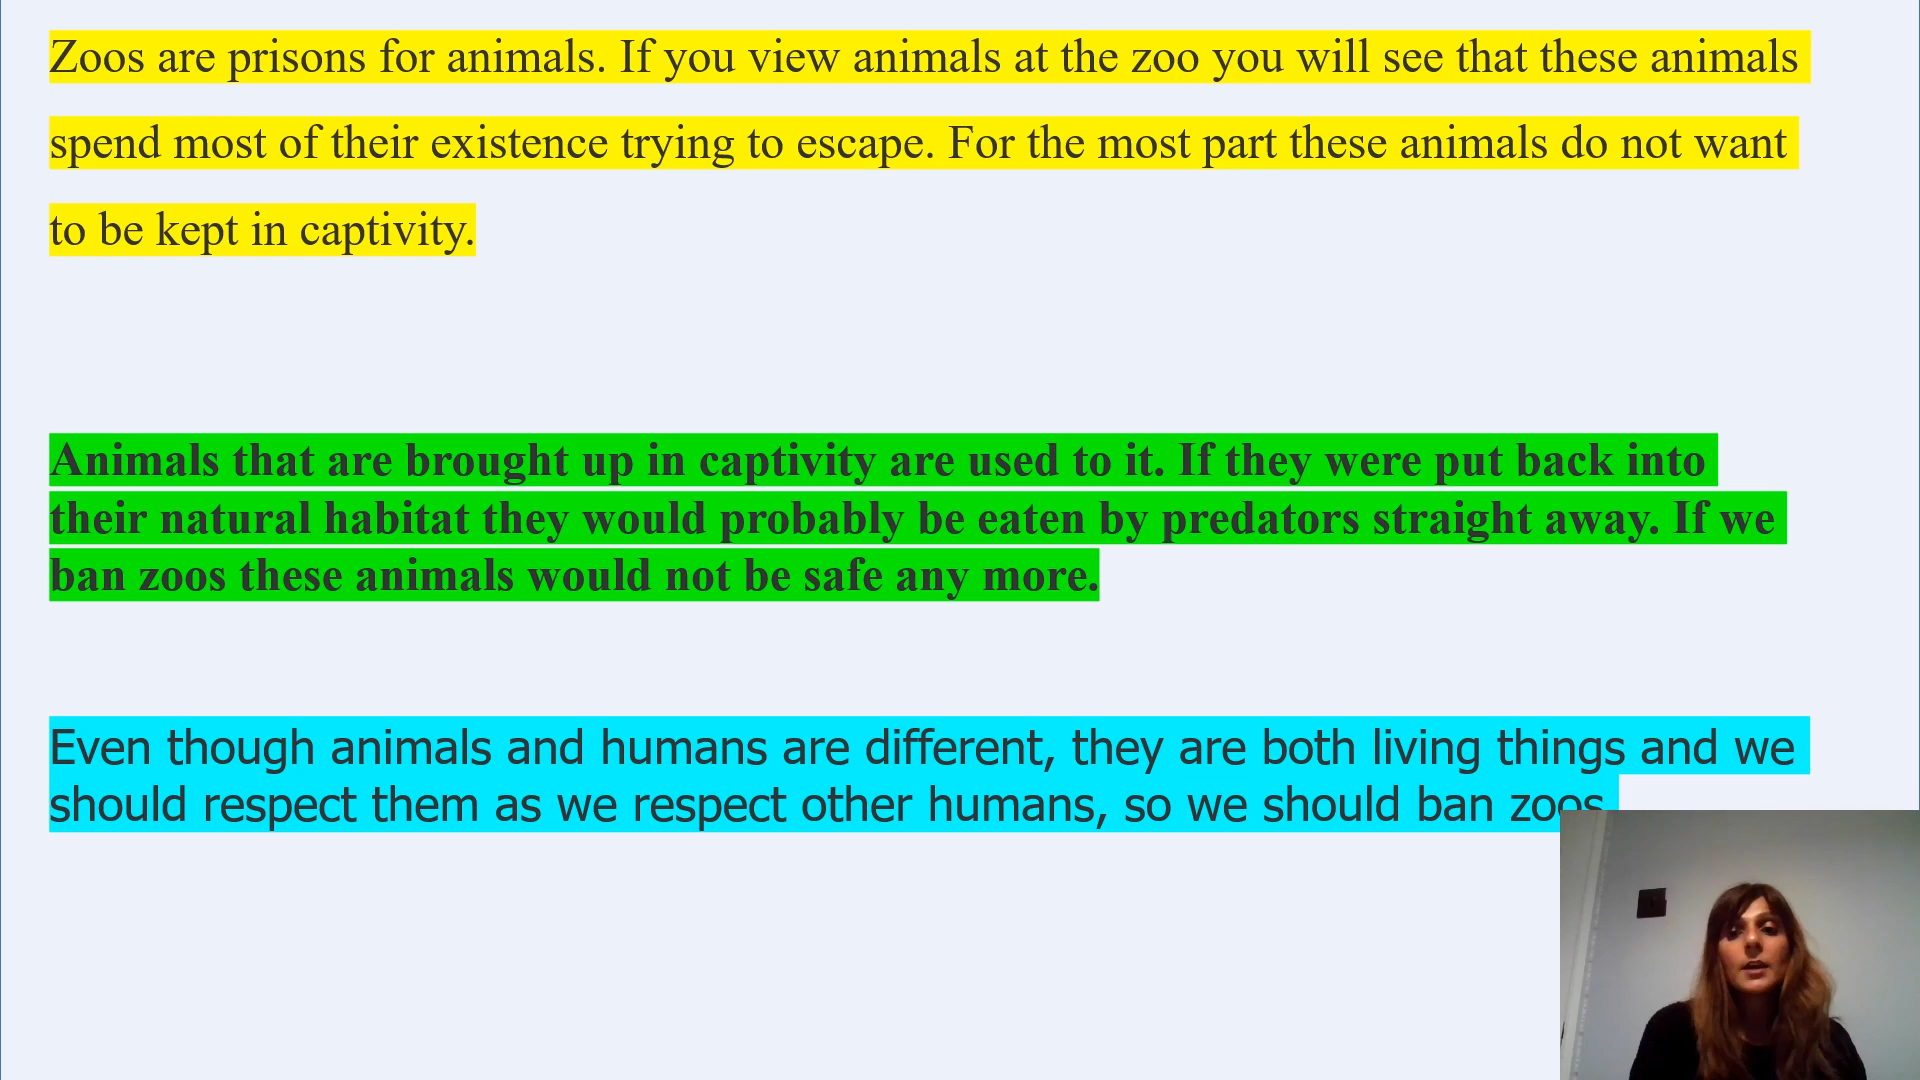 Zoos are prisons for animals. If you view animals at the zoo you will see that these animals
spend most of their existence trying to escape. For the most part these animals do not want
to be kept in captivity.
Animals that are brought up in captivity are used to it. If they were put back into
their natural habitat they would probably be eaten by predators straight away. If we
ban zoos these animals would not be safe any more.
Even though animals and humans are different, they are both living things and we
should respect them as we respect other humans, so we should ban zoos